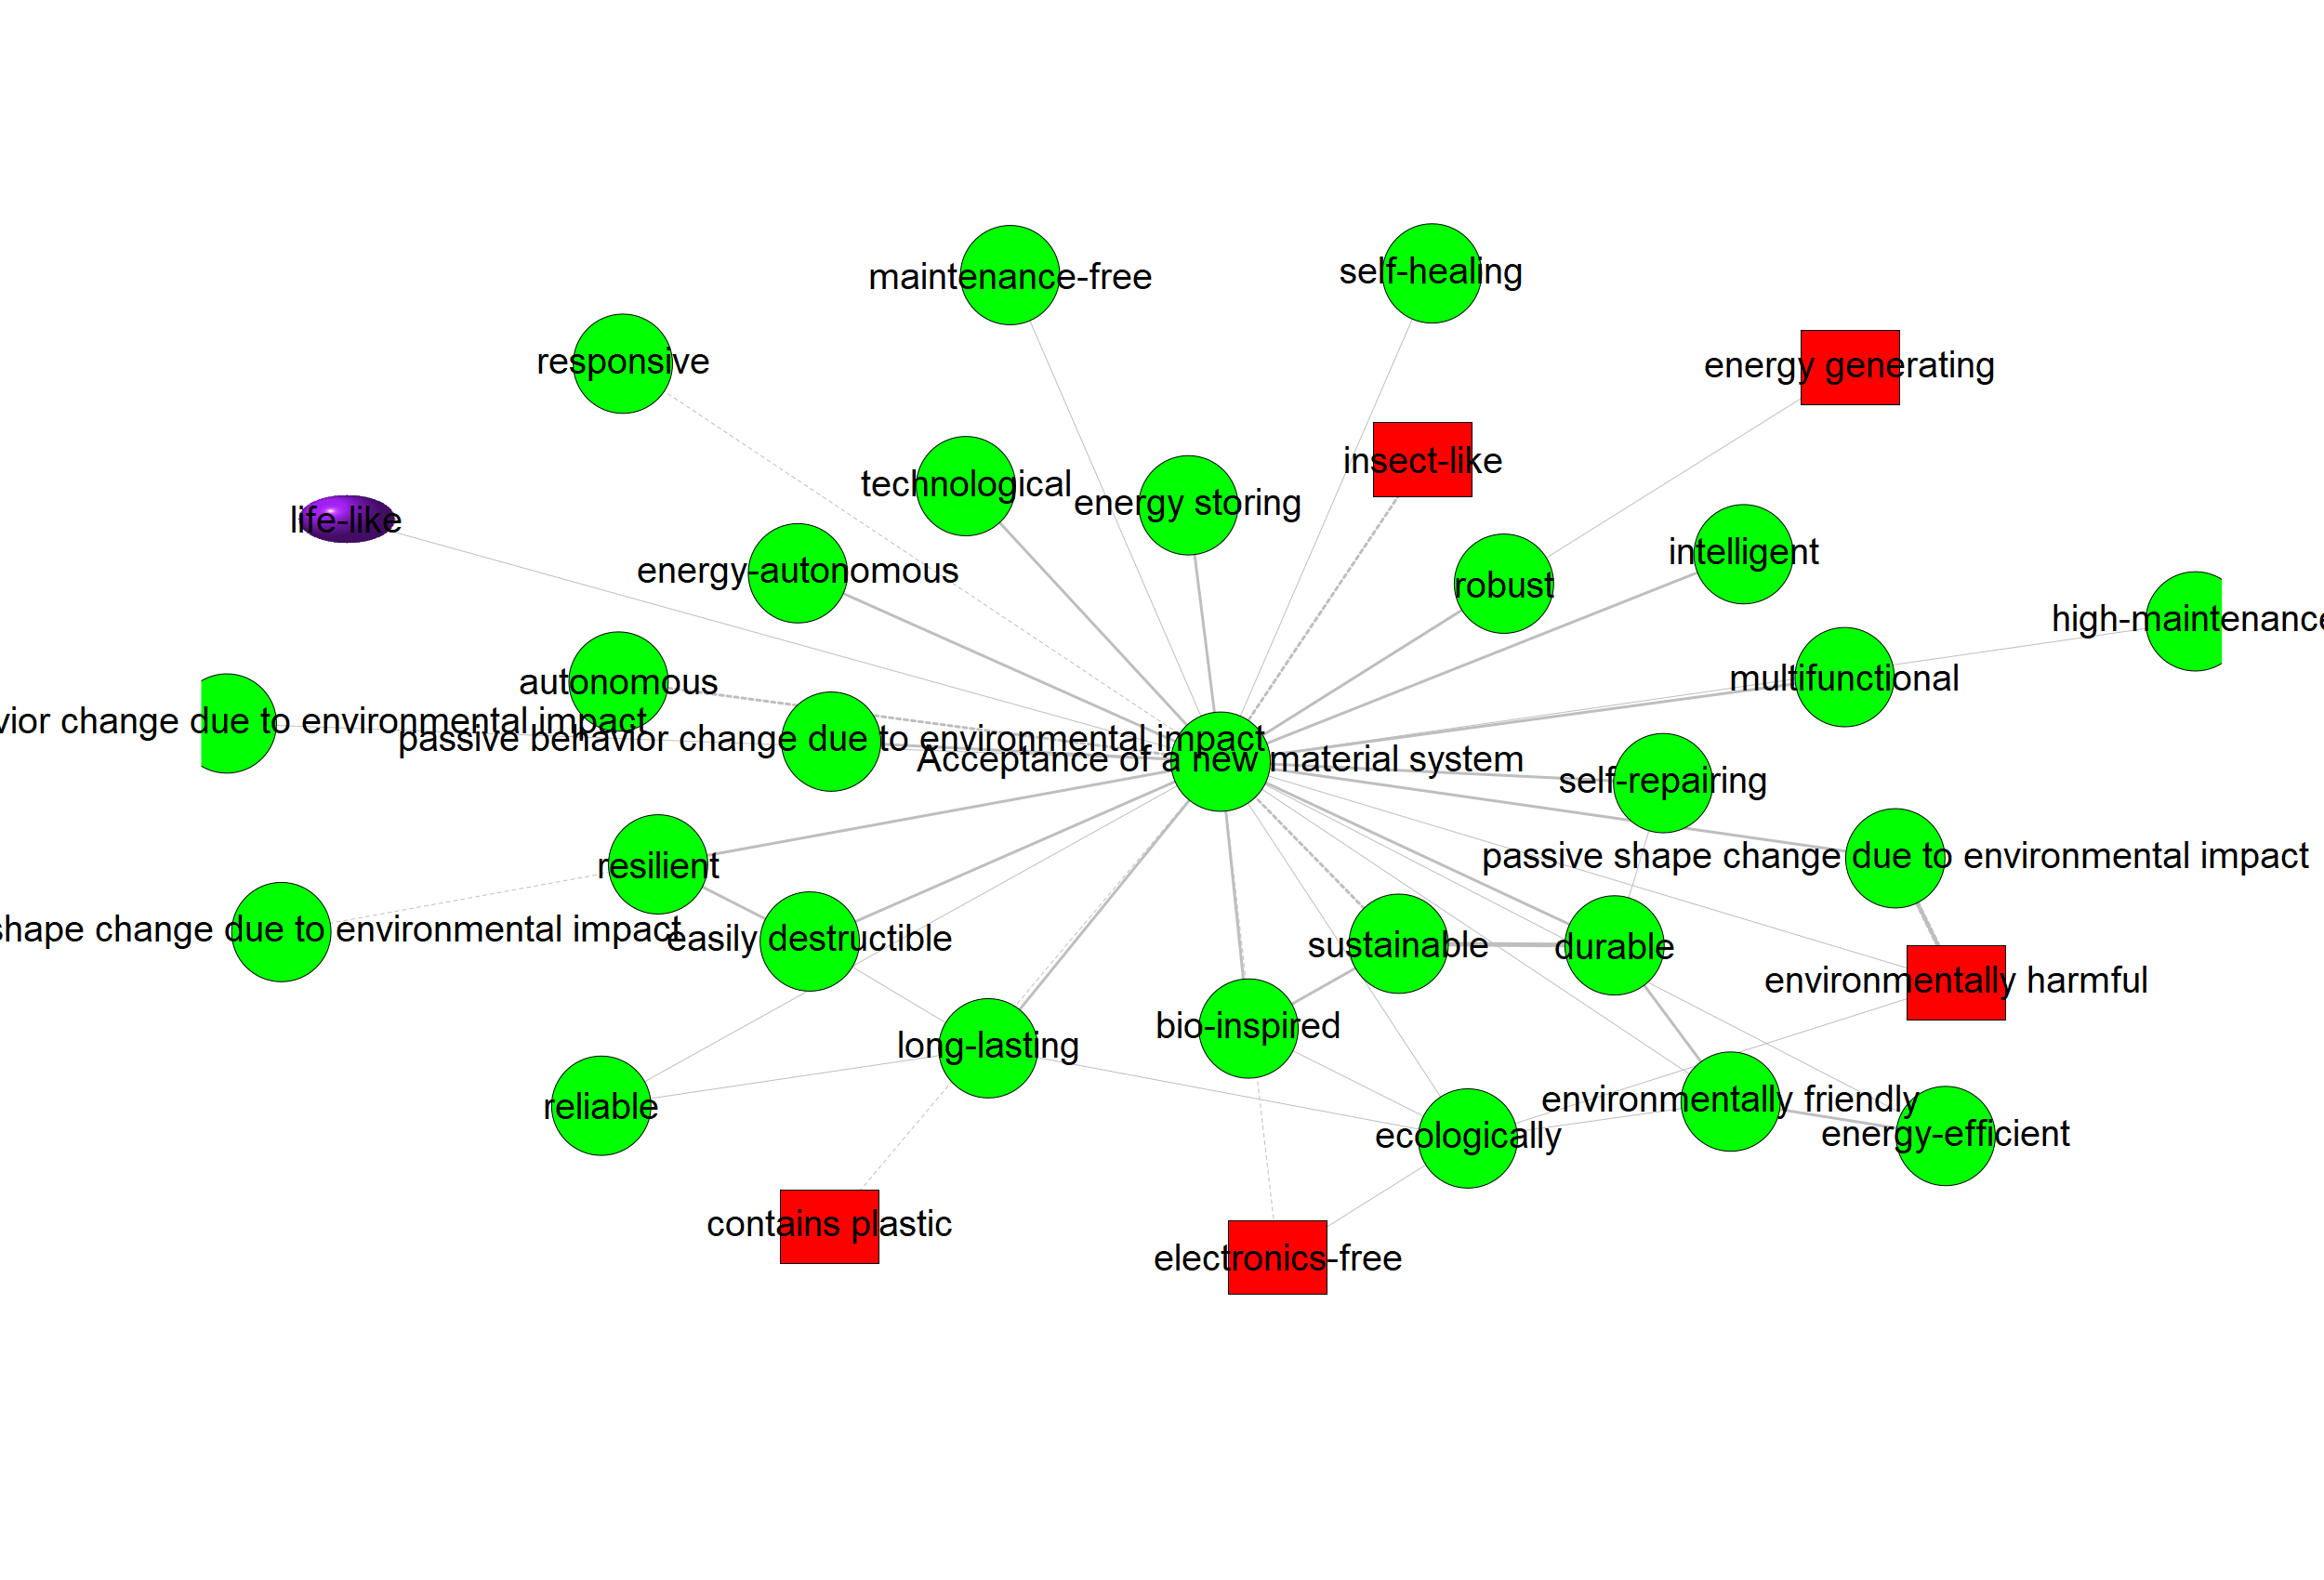 self-healing
maintenance-free
responsive
energy generating
insect-like
technological
energy storing
life-like
intelligent
energy-autonomous
robust
high-maintenance
multifunctional
autonomous
vior change due to environmental impact
passive behavior change due to environmental impact
Acceptance of a new material system
self-repairing
passive shape change due to environmental impact
resilient
shape change due to environmental impact
easily destructible
sustainable
durable
environmentally harmful
bio-inspired
long-lasting
environmentally friendly
reliable
energy-efficient
ecologically
contains plastic
electronics-free